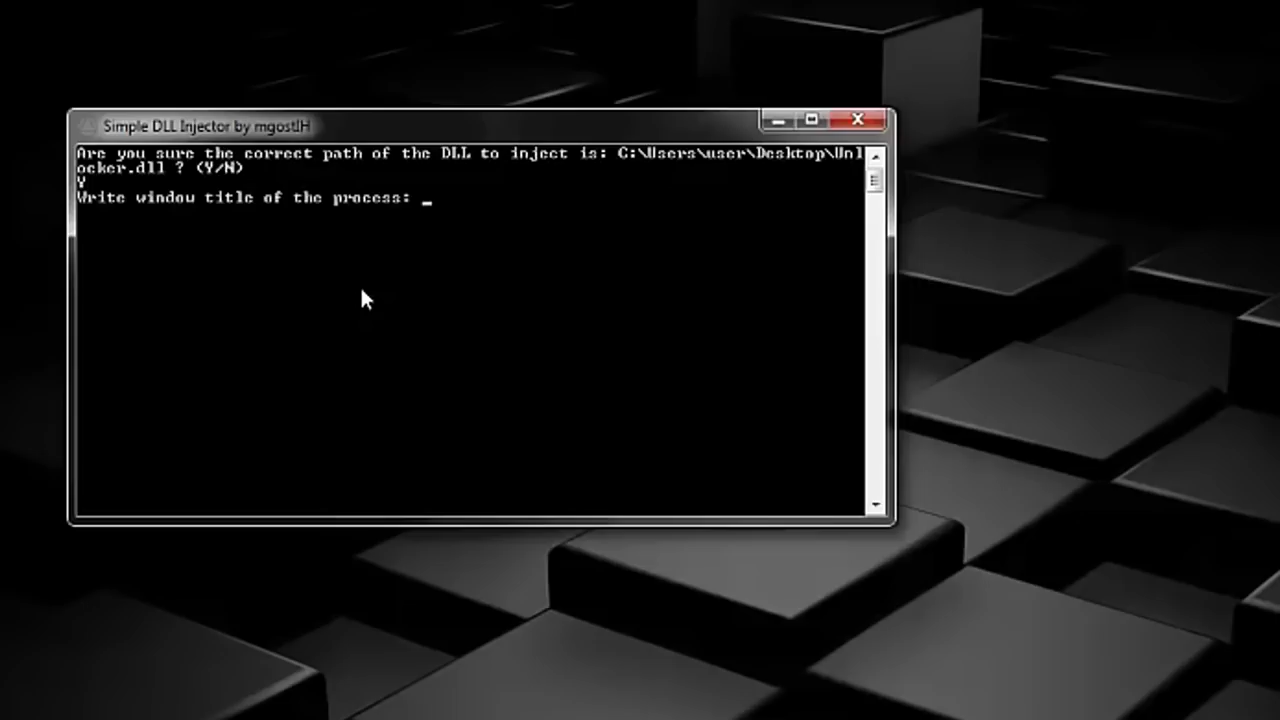 Simple DLL Injector by mgostIH
Are you sure the correct path of the DLL to inject is: C:\Users\user\Desktop\Unl
ocker.dll ? (Y/N)
Y
Write window title of the process: _